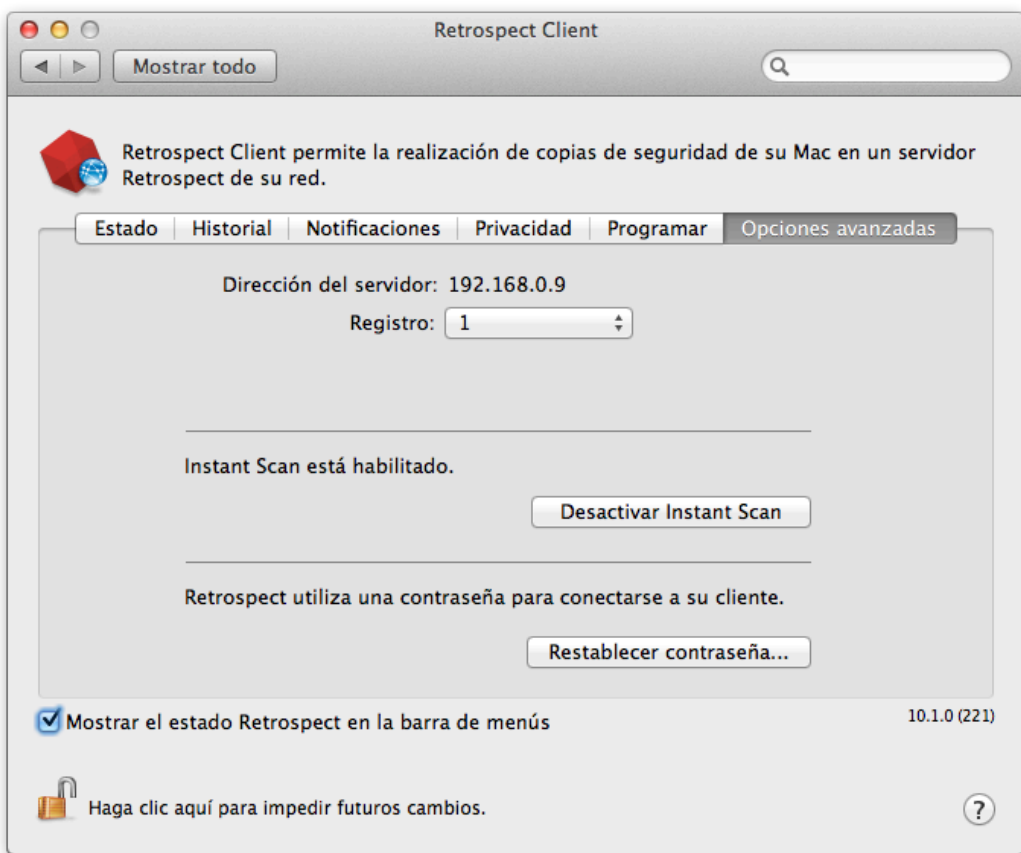 Retrospect Client
Mostrar todo
Retrospect Client permite la realización de copias de seguridad de su Mac en un servidor
Retrospect de su red.
Estado Historial Notificaciones Privacidad Programar Opciones avanzadas
Dirección del servidor: 192.168.0.9
Registro: 1
Instant Scan está habilitado.
Desactivar Instant Scan
Retrospect utiliza una contraseña para conectarse a su cliente.
Restablecer contraseña...
Mostrar el estado Retrospect en la barra de menús
10.1.0 (221)
Haga clic aquí para impedir futuros cambios.
?